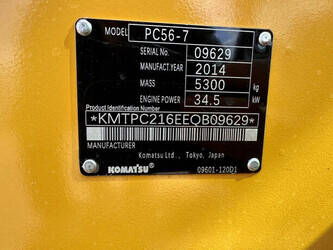 MODEL PC56-7
SERIAL NO. 09629
MANUFACT.YEAR 2014
MASS 5300 kg
ENGINE POWER 34.5 kW
Product Identification Number
*KMTPC216EEQB09629*
MANUFACTURER
Komatsu Ltd., Tokyo, Japan
KOMATSU 09601-120D1